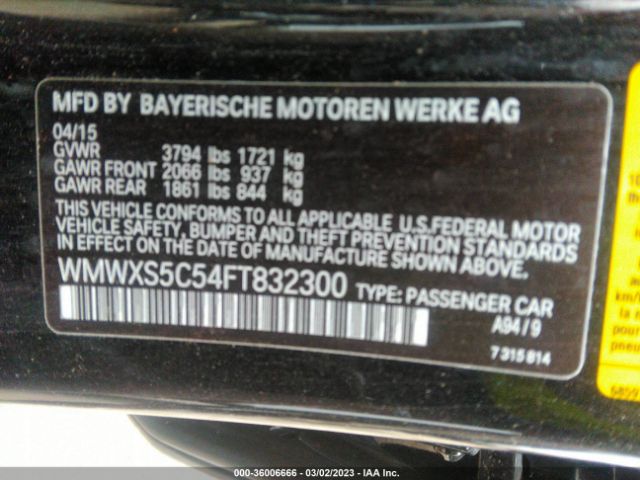 MFD BY BAYERISCHE MOTOREN WERKE AG
04/15
GVWR 3794 lbs 1721 kg
GAWR FRONT 2066 lbs 937 kg
GAWR REAR 1861 lbs 844 kg
THIS VEHICLE CONFORMS TO ALL APPLICABLE U.S.FEDERAL MOTOR
VEHICLE SAFETY, BUMPER AND THEFT PREVENTION STANDARDS
IN EFFECT ON THE DATE OF MANUFACTURE SHOWN ABOVE.
WMWXS5C54FT832300 TYPE: PASSENGER CAR
A94/9
7 315 814
000-36006666 - 03/02/2023 - IAA Inc.